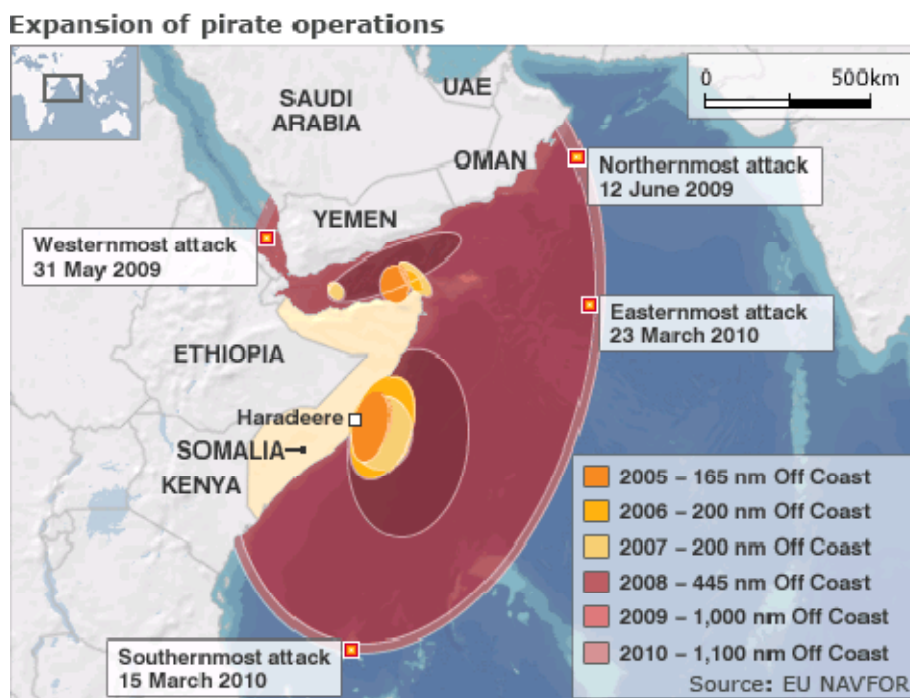 Expansion of pirate operations
0 500km
UAE
SAUDI
ARABIA
OMAN
Northernmost attack
12 June 2009
YEMEN
Westernmost attack
31 May 2009
Easternmost attack
23 March 2010
ETHIOPIA
Haradeere
SOMALIA
KENYA
2005 – 165 nm Off Coast
2006 – 200 nm Off Coast
2007 – 200 nm Off Coast
2008 – 445 nm Off Coast
2009 – 1,000 nm Off Coast
2010 – 1,100 nm Off Coast
Southernmost attack
15 March 2010
Source: EU NAVFOR